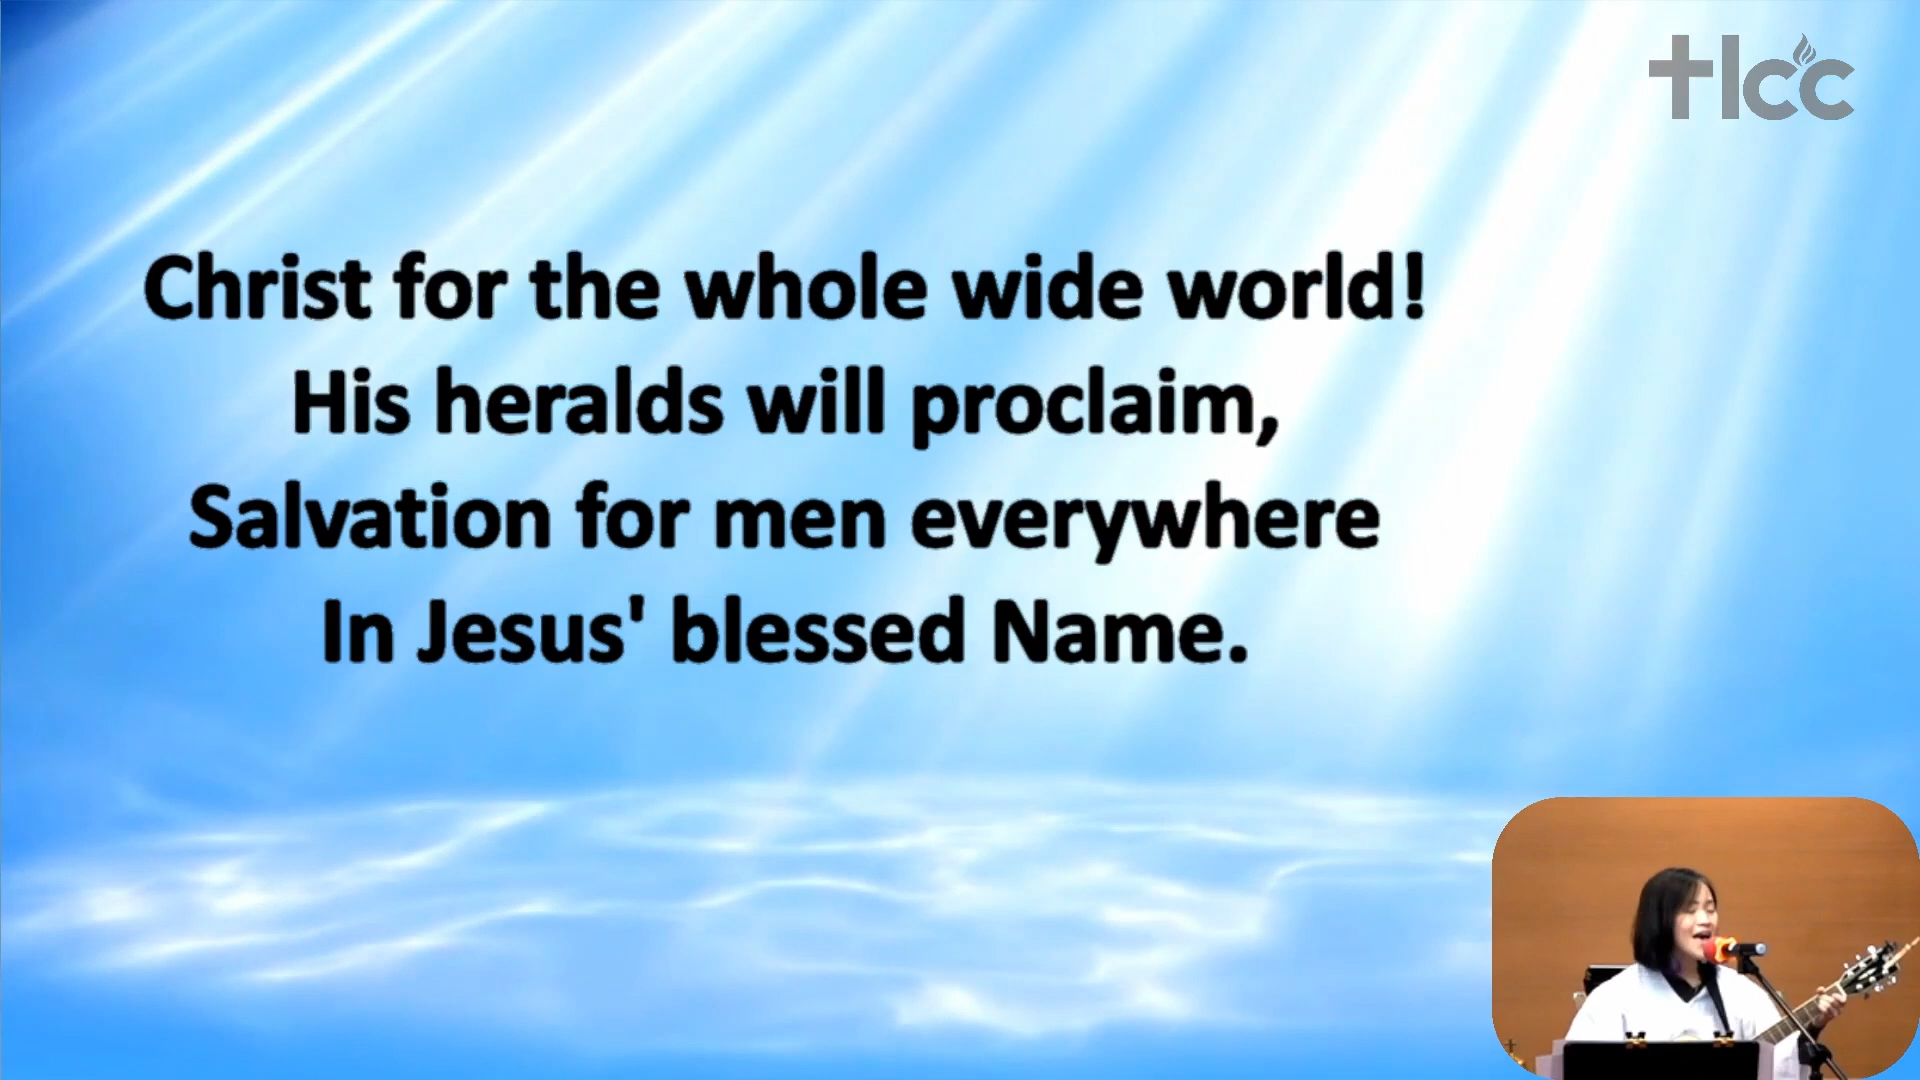 tlcc
Christ for the whole wide world!
His heralds will proclaim,
Salvation for men everywhere
In Jesus' blessed Name.